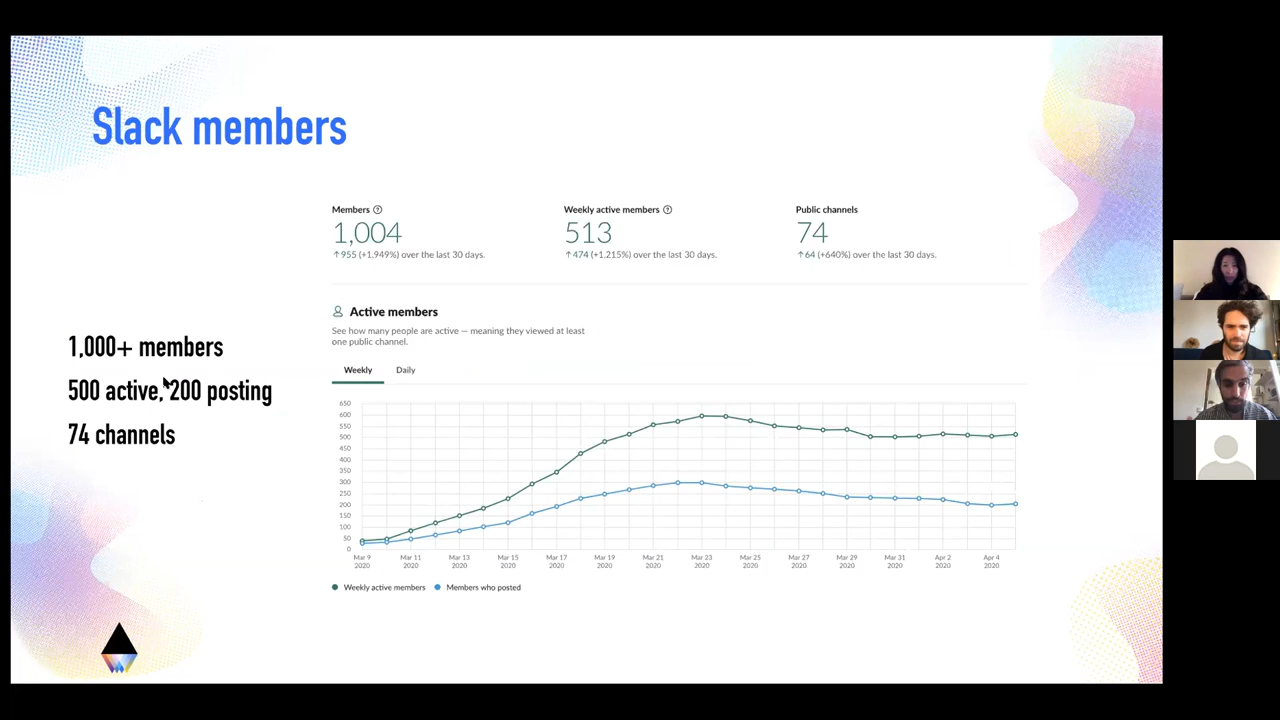 Slack members
Members
1,004
↑955 (+1,949%) over the last 30 days.
Weekly active members
513
↑474 (+1,215%) over the last 30 days.
Public channels
74
↑64 (+640%) over the last 30 days.
1,000+ members
500 active, 200 posting
74 channels
Active members
See how many people are active — meaning they viewed at least
one public channel.
Weekly
Daily
650
600
550
500
450
400
350
300
250
200
150
100
50
0
Mar 9
2020
Mar 11
2020
Mar 13
2020
Mar 15
2020
Mar 17
2020
Mar 19
2020
Mar 21
2020
Mar 23
2020
Mar 25
2020
Mar 27
2020
Mar 29
2020
Mar 31
2020
Apr 2
2020
Apr 4
2020
Weekly active members
Members who posted